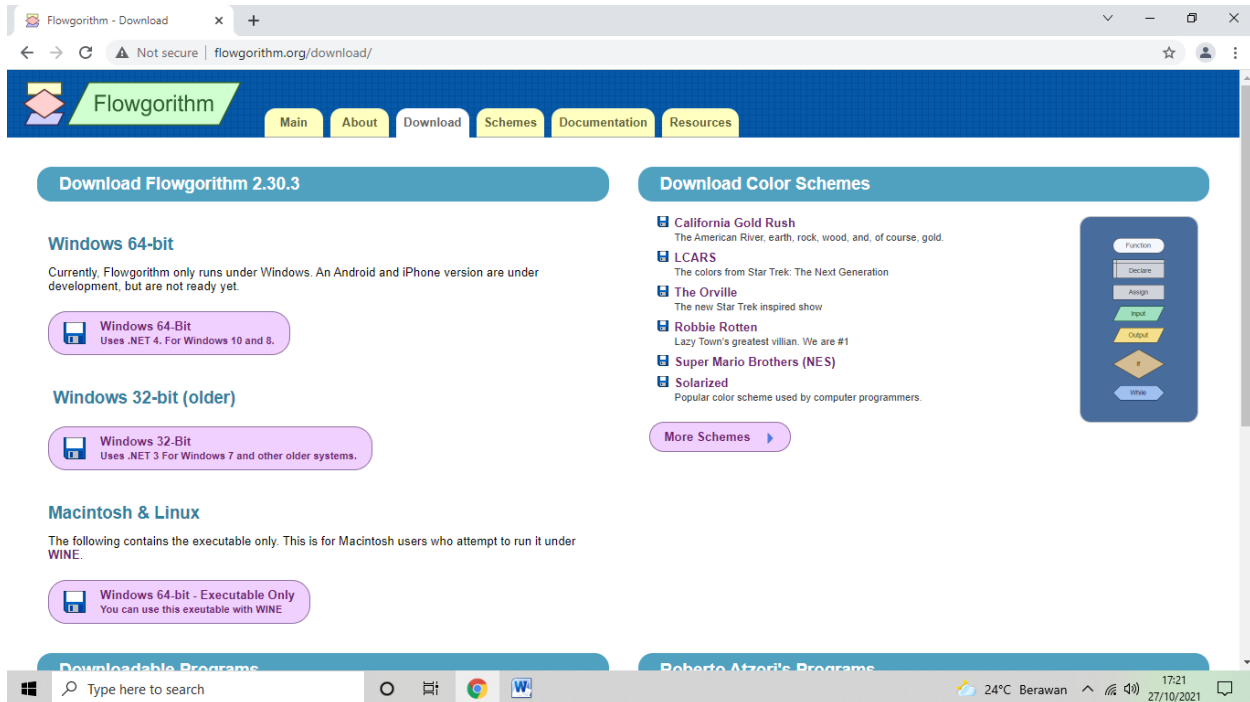 Flowgorithm - Download
Not secure | flowgorithm.org/download/
Flowgorithm
Main About Download Schemes Documentation Resources
Download Flowgorithm 2.30.3
Windows 64-bit
Currently, Flowgorithm only runs under Windows. An Android and iPhone version are under
development, but are not ready yet.
Windows 64-Bit
Uses .NET 4. For Windows 10 and 8.
Windows 32-bit (older)
Windows 32-Bit
Uses .NET 3 For Windows 7 and other older systems.
Macintosh & Linux
The following contains the executable only. This is for Macintosh users who attempt to run it under
WINE.
Windows 64-bit - Executable Only
You can use this exeutable with WINE
Downloadable Programs
Download Color Schemes
California Gold Rush
The American River, earth, rock, wood, and, of course, gold.
LCARS
The colors from Star Trek: The Next Generation
The Orville
The new Star Trek inspired show
Robbie Rotten
Lazy Town's greatest villian. We are #1
Super Mario Brothers (NES)
Solarized
Popular color scheme used by computer programmers.
More Schemes
Function
Declare
Assign
Input
Output
If
While
Roberto Atzori's Programs
Type here to search
W
24°C Berawan
17:21
27/10/2021